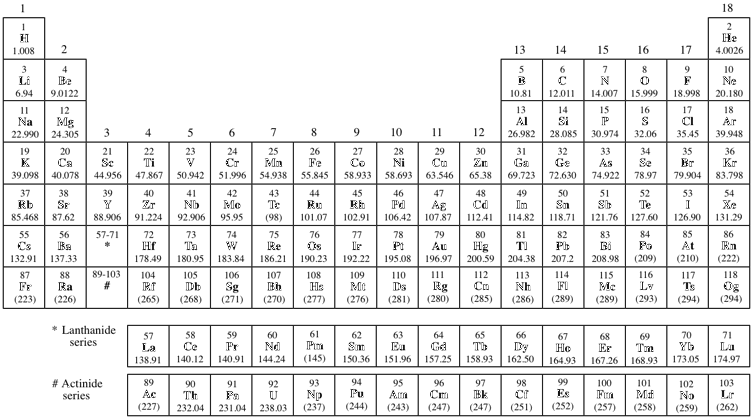 1 18
1 2
H He
1.008 2 13 14 15 16 17 4.0026
3 4 5 6 7 8 9 10
Li Be B C N O F Ne
6.94 9.0122 10.81 12.011 14.007 15.999 18.998 20.180
11 12 13 14 15 16 17 18
Na Mg Al Si P S Cl Ar
22.990 24.305 3 4 5 6 7 8 9 10 11 12 26.982 28.085 30.974 32.06 35.45 39.948
19 20 21 22 23 24 25 26 27 28 29 30 31 32 33 34 35 36
K Ca Sc Ti V Cr Mn Fe Co Ni Cu Zn Ga Ge As Se Br Kr
39.098 40.078 44.956 47.867 50.942 51.996 54.938 55.845 58.933 58.693 63.546 65.38 69.723 72.630 74.922 78.97 79.904 83.798
37 38 39 40 41 42 43 44 45 46 47 48 49 50 51 52 53 54
Rb Sr Y Zr Nb Mo Tc Ru Rh Pd Ag Cd In Sn Sb Te I Xe
85.468 87.62 88.906 91.224 92.906 95.95 (98) 101.07 102.91 106.42 107.87 112.41 114.82 118.71 121.76 127.60 126.90 131.29
55 56 57-71 72 73 74 75 76 77 78 79 80 81 82 83 84 85 86
Cs Ba * Hf Ta W Re Os Ir Pt Au Hg Tl Pb Bi Po At Rn
132.91 137.33 178.49 180.95 183.84 186.21 190.23 192.22 195.08 196.97 200.59 204.38 207.2 208.98 (209) (210) (222)
87 88 89-103 104 105 106 107 108 109 110 111 112 113 114 115 116 117 118
Fr Ra # Rf Db Sg Bh Hs Mt Ds Rg Cn Nh Fl Mc Lv Ts Og
(223) (226) (265) (268) (271) (270) (277) (276) (281) (280) (285) (286) (289) (289) (293) (294) (294)
* Lanthanide 57 58 59 60 61 62 63 64 65 66 67 68 69 70 71
series La Ce Pr Nd Pm Sm Eu Gd Tb Dy Ho Er Tm Yb Lu
138.91 140.12 140.91 144.24 (145) 150.36 151.96 157.25 158.93 162.50 164.93 167.26 168.93 173.05 174.97
# Actinide 89 90 91 92 93 94 95 96 97 98 99 100 101 102 103
series Ac Th Pa U Np Pu Am Cm Bk Cf Es Fm Md No Lr
(227) 232.04 231.04 238.03 (237) (244) (243) (247) (247) (251) (252) (257) (258) (259) (262)